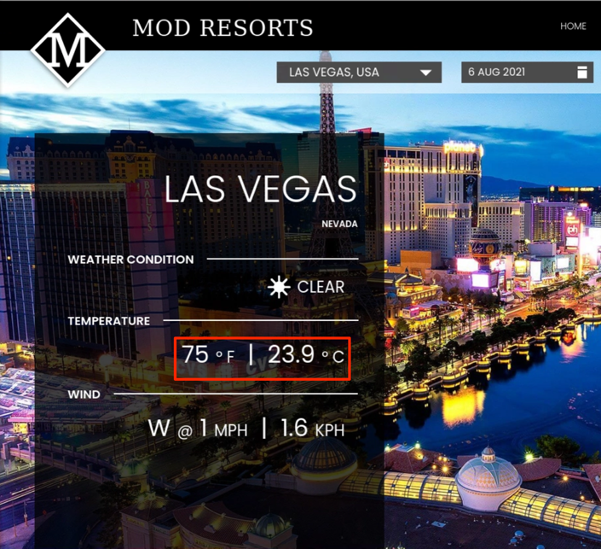 M MOD RESORTS
HOME
LAS VEGAS, USA
6 AUG 2021
LAS VEGAS
NEVADA
WEATHER CONDITION
CLEAR
TEMPERATURE
75 °F | 23.9 °C
WIND
W @ 1 MPH | 1.6 KPH
ph